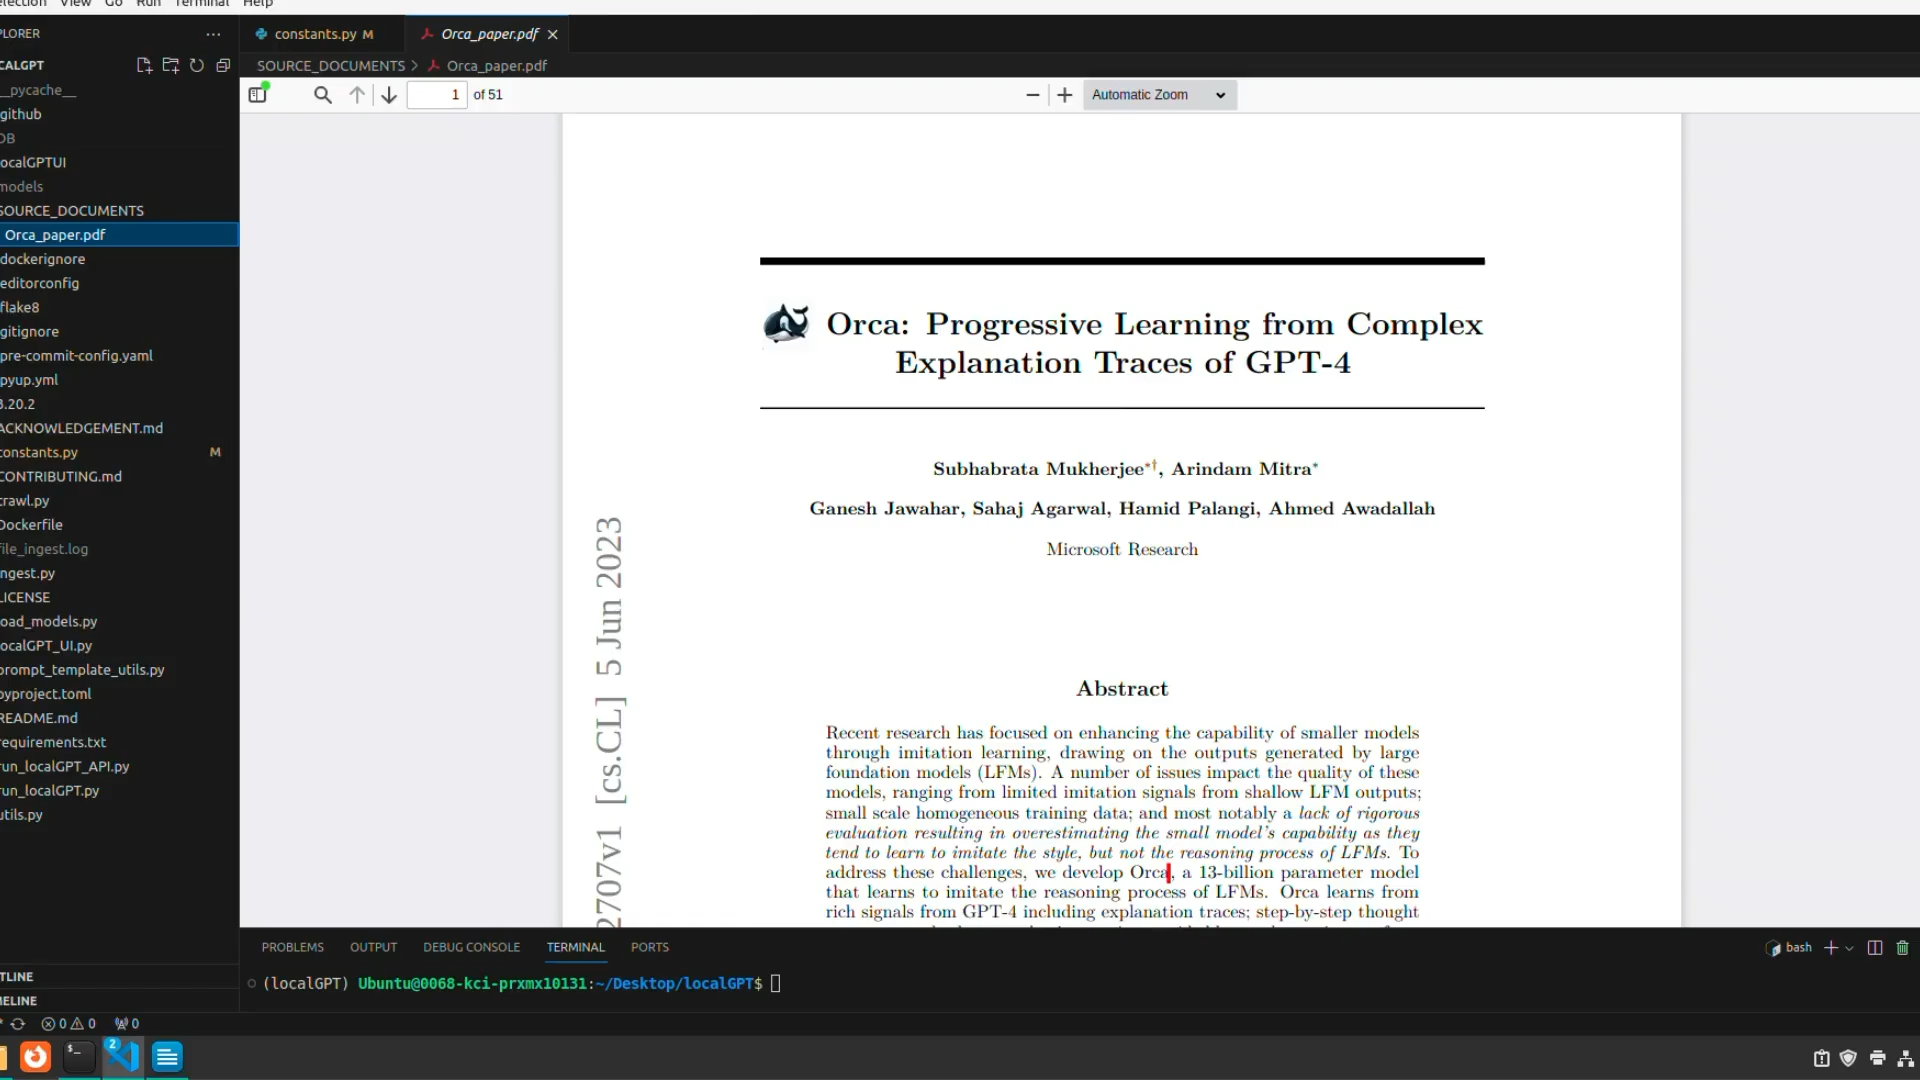 election View Go Run Terminal Help
PLORER
CALGPT
__pycache__
github
DB
ocalGPTUI
models
SOURCE_DOCUMENTS
Orca_paper.pdf
dockerignore
editorconfig
flake8
gitignore
pre-commit-config.yaml
pyup.yml
3.20.2
ACKNOWLEDGEMENT.md
constants.py M
CONTRIBUTING.md
crawl.py
Dockerfile
file_ingest.log
ngest.py
LICENSE
oad_models.py
ocalGPT_UI.py
prompt_template_utils.py
pyproject.toml
README.md
requirements.txt
run_localGPT_API.py
run_localGPT.py
utils.py
TLINE
MELINE
constants.py M Orca_paper.pdf
SOURCE_DOCUMENTS > Orca_paper.pdf
1 of 51 Automatic Zoom
Orca: Progressive Learning from Complex
Explanation Traces of GPT-4
Subhabrata Mukherjee*†, Arindam Mitra*
Ganesh Jawahar, Sahaj Agarwal, Hamid Palangi, Ahmed Awadallah
Microsoft Research
2707v1 [cs.CL] 5 Jun 2023
Abstract
Recent research has focused on enhancing the capability of smaller models
through imitation learning, drawing on the outputs generated by large
foundation models (LFMs). A number of issues impact the quality of these
models, ranging from limited imitation signals from shallow LFM outputs;
small scale homogeneous training data; and most notably a lack of rigorous
evaluation resulting in overestimating the small model's capability as they
tend to learn to imitate the style, but not the reasoning process of LFMs. To
address these challenges, we develop Orca, a 13-billion parameter model
that learns to imitate the reasoning process of LFMs. Orca learns from
rich signals from GPT-4 including explanation traces; step-by-step thought
PROBLEMS OUTPUT DEBUG CONSOLE TERMINAL PORTS
bash
(localGPT) Ubuntu@0068-kci-prxmx10131:~/Desktop/localGPT$
0 0 0
2